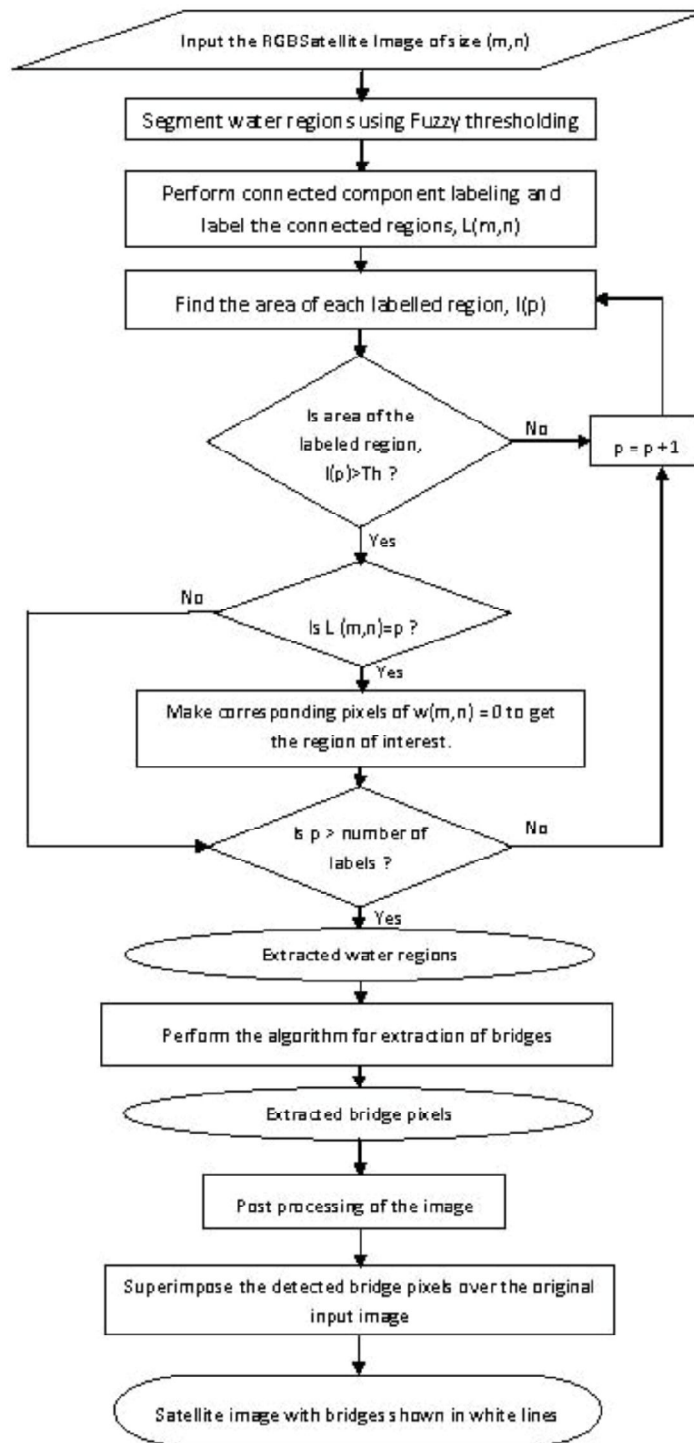 Input the RGBSatellite Image of size (m,n)
Segment water regions using Fuzzy thresholding
Perform connected component labeling and
label the connected regions, L(m,n)
Find the area of each labelled region, l(p)
Is area of the
labeled region,
l(p)>Th ?
No
p = p + 1
Yes
No
Is L (m,n)=p ?
Yes
Make corresponding pixels of w(m,n) = 0 to get
the region of interest.
Is p > number of
labels ?
No
Yes
Extracted water regions
Perform the algorithm for extraction of bridges
Extracted bridge pixels
Post processing of the image
Superimpose the detected bridge pixels over the original
input image
Satellite image with bridges shown in white lines